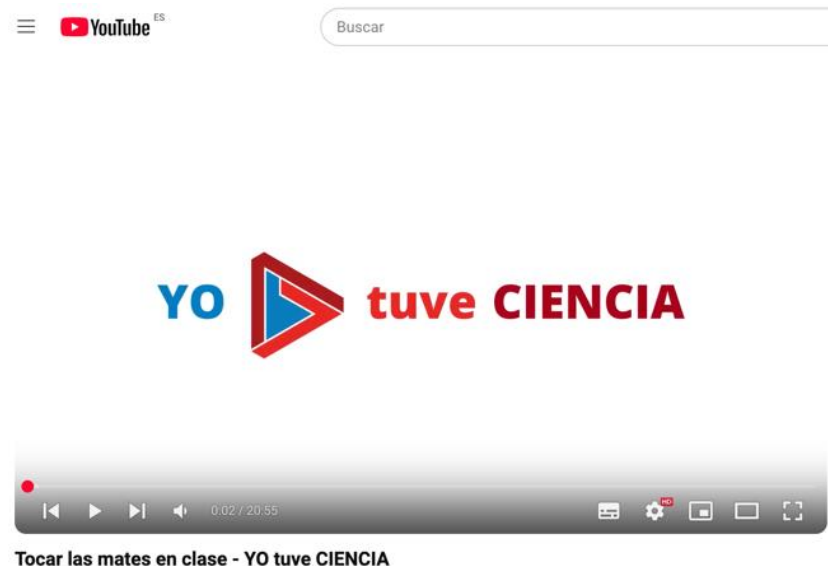 YouTube ES
Buscar
YO tuve CIENCIA
HD
0:02 / 20:55
Tocar las mates en clase - YO tuve CIENCIA